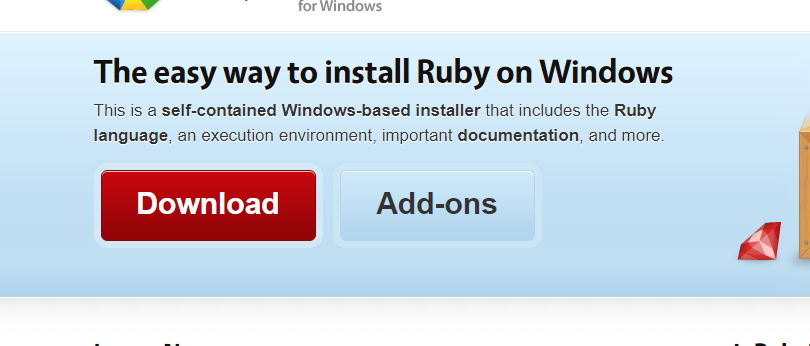 for Windows
The easy way to install Ruby on Windows
This is a self-contained Windows-based installer that includes the Ruby
language, an execution environment, important documentation, and more.
Download
Add-ons